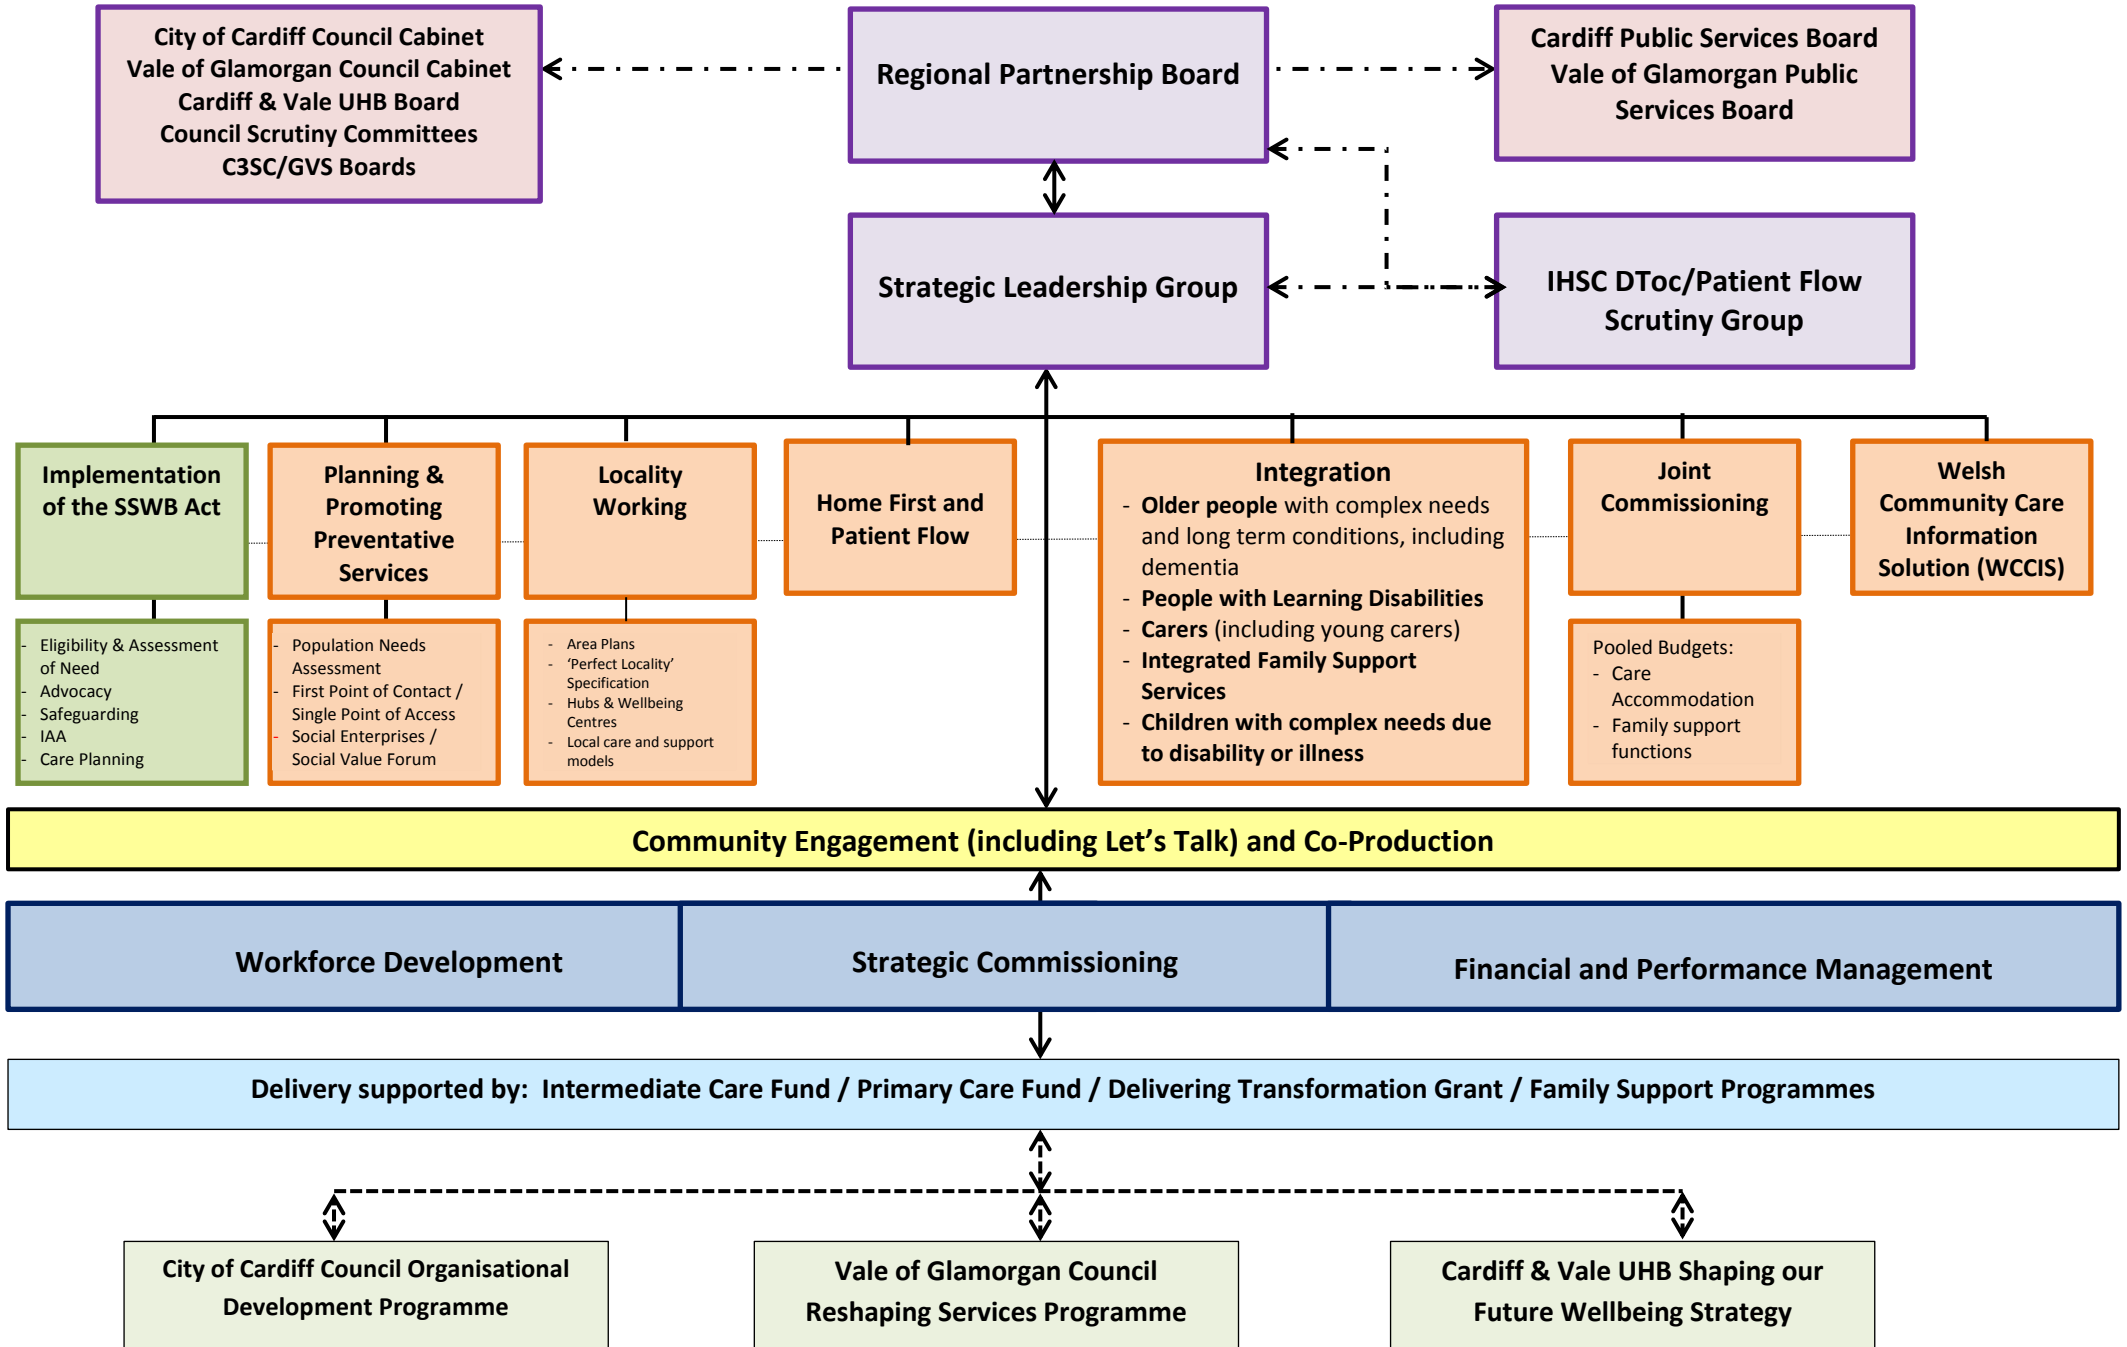 City of Cardiff Council Cabinet
Vale of Glamorgan Council Cabinet
Cardiff & Vale UHB Board
Council Scrutiny Committees
C3SC/GVS Boards
Regional Partnership Board
Cardiff Public Services Board
Vale of Glamorgan Public
Services Board
Strategic Leadership Group
IHSC DToc/Patient Flow
Scrutiny Group
Implementation
of the SSWB Act
Planning &
Promoting
Preventative
Services
Locality
Working
Home First and
Patient Flow
Integration
- Older people with complex needs
and long term conditions, including
dementia
- People with Learning Disabilities
- Carers (including young carers)
- Integrated Family Support
Services
- Children with complex needs due
to disability or illness
Joint
Commissioning
Welsh
Community Care
Information
Solution (WCCIS)
- Eligibility & Assessment
of Need
- Advocacy
- Safeguarding
- IAA
- Care Planning
- Population Needs
Assessment
- First Point of Contact /
Single Point of Access
- Social Enterprises /
Social Value Forum
- Area Plans
- ‘Perfect Locality’
Specification
- Hubs & Wellbeing
Centres
- Local care and support
models
Pooled Budgets:
- Care
Accommodation
- Family support
functions
Community Engagement (including Let’s Talk) and Co-Production
Workforce Development
Strategic Commissioning
Financial and Performance Management
Delivery supported by: Intermediate Care Fund / Primary Care Fund / Delivering Transformation Grant / Family Support Programmes
City of Cardiff Council Organisational
Development Programme
Vale of Glamorgan Council
Reshaping Services Programme
Cardiff & Vale UHB Shaping our
Future Wellbeing Strategy